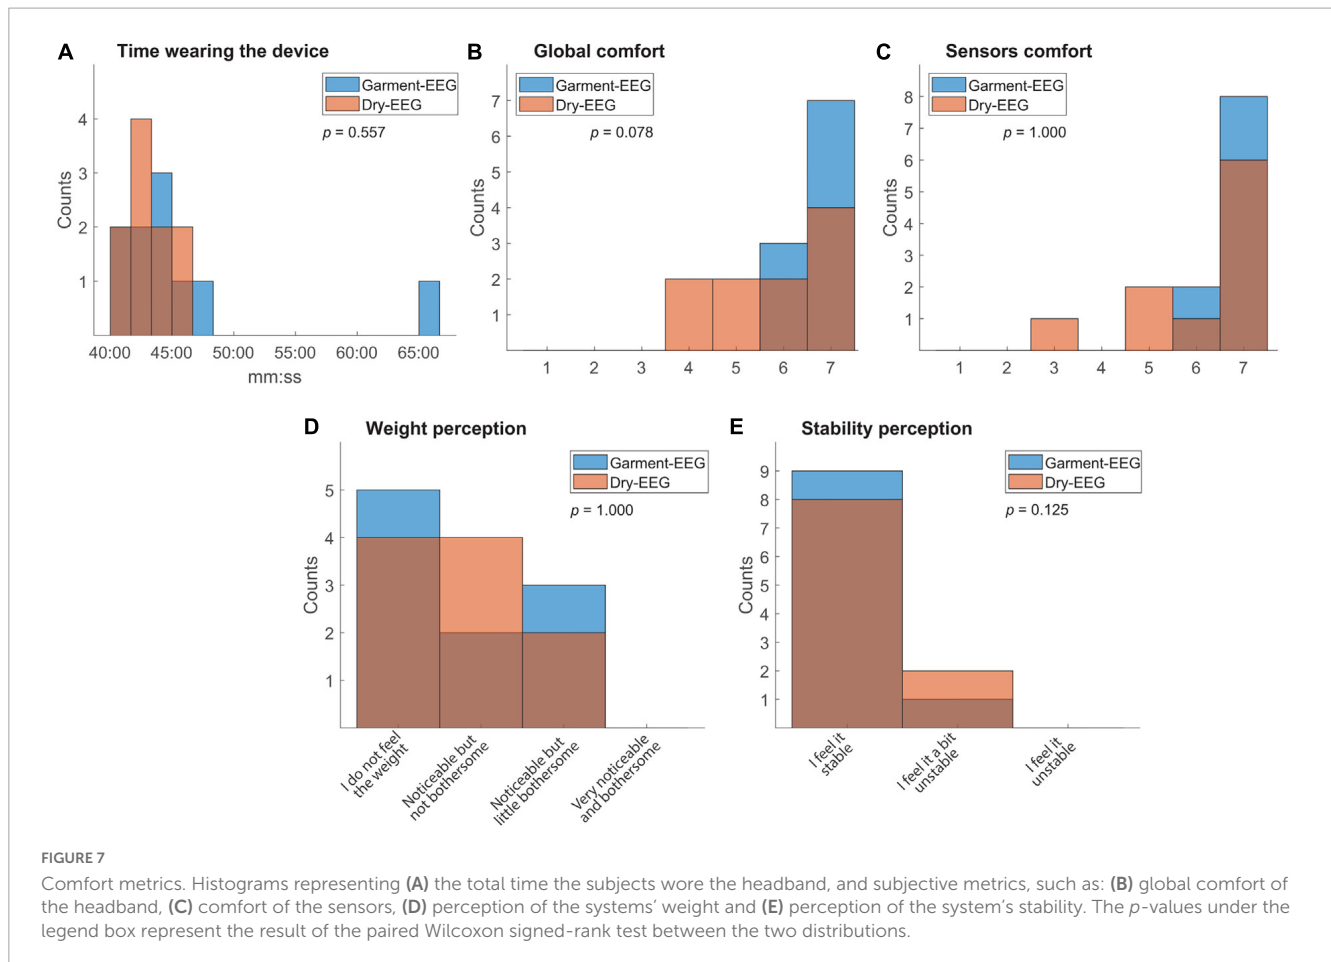 A Time wearing the device
Garment-EEG
Dry-EEG
p = 0.557
Counts
4
3
2
1
40:00 45:00 50:00 55:00 60:00 65:00
mm:ss
B Global comfort
Garment-EEG
Dry-EEG
p = 0.078
Counts
7
6
5
4
3
2
1
1 2 3 4 5 6 7
C Sensors comfort
Garment-EEG
Dry-EEG
p = 1.000
Counts
8
7
6
5
4
3
2
1
1 2 3 4 5 6 7
D Weight perception
Garment-EEG
Dry-EEG
p = 1.000
Counts
5
4
3
2
1
I do not feel
the weight
Noticeable but
not bothersome
Noticeable but
little bothersome
Very noticeable
and bothersome
E Stability perception
Garment-EEG
Dry-EEG
p = 0.125
Counts
9
8
7
6
5
4
3
2
1
I feel it
stable
I feel it a bit
unstable
I feel it
unstable
FIGURE 7
Comfort metrics. Histograms representing (A) the total time the subjects wore the headband, and subjective metrics, such as: (B) global comfort of
the headband, (C) comfort of the sensors, (D) perception of the systems' weight and (E) perception of the system's stability. The p-values under the
legend box represent the result of the paired Wilcoxon signed-rank test between the two distributions.